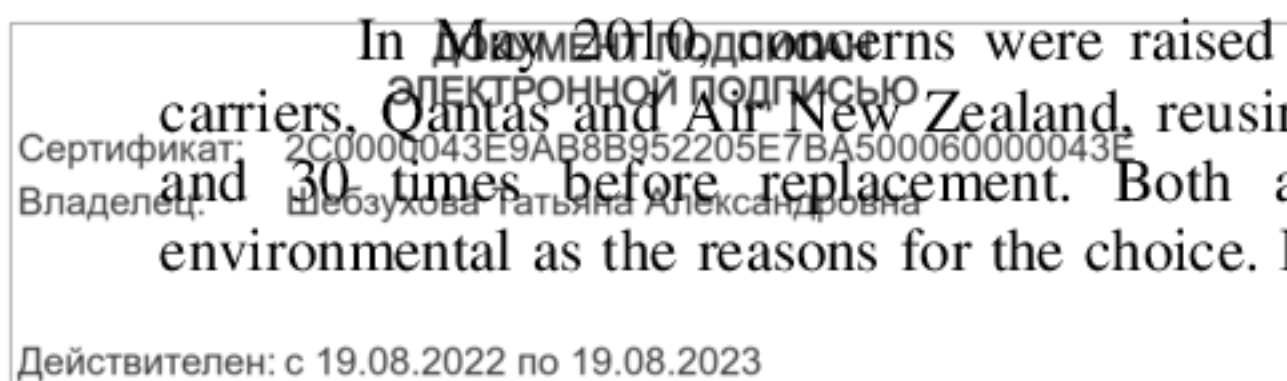 In May 2010, concerns were raised
ДОКУМЕНТ ПОДПИСАН
ЭЛЕКТРОННОЙ ПОДПИСЬЮ
carriers, Qantas and Air New Zealand, reusi
Сертификат: 2C0000043E9AB8B952205E7BA500060000043E
and 30 times before replacement. Both a
Владелец: Шебзухова Татьяна Александровна
environmental as the reasons for the choice.
Действителен: с 19.08.2022 по 19.08.2023